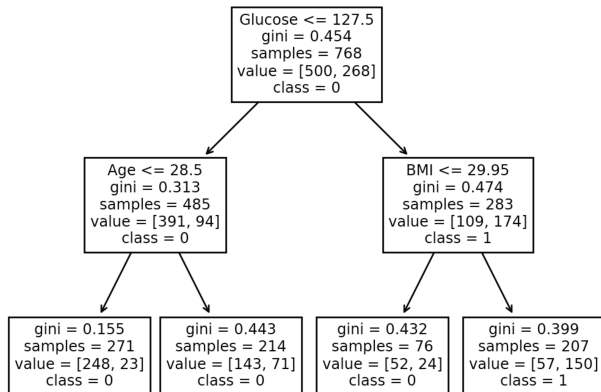 Glucose <= 127.5
gini = 0.454
samples = 768
value = [500, 268]
class = 0
Age <= 28.5
gini = 0.313
samples = 485
value = [391, 94]
class = 0
BMI <= 29.95
gini = 0.474
samples = 283
value = [109, 174]
class = 1
gini = 0.155
samples = 271
value = [248, 23]
class = 0
gini = 0.443
samples = 214
value = [143, 71]
class = 0
gini = 0.432
samples = 76
value = [52, 24]
class = 0
gini = 0.399
samples = 207
value = [57, 150]
class = 1